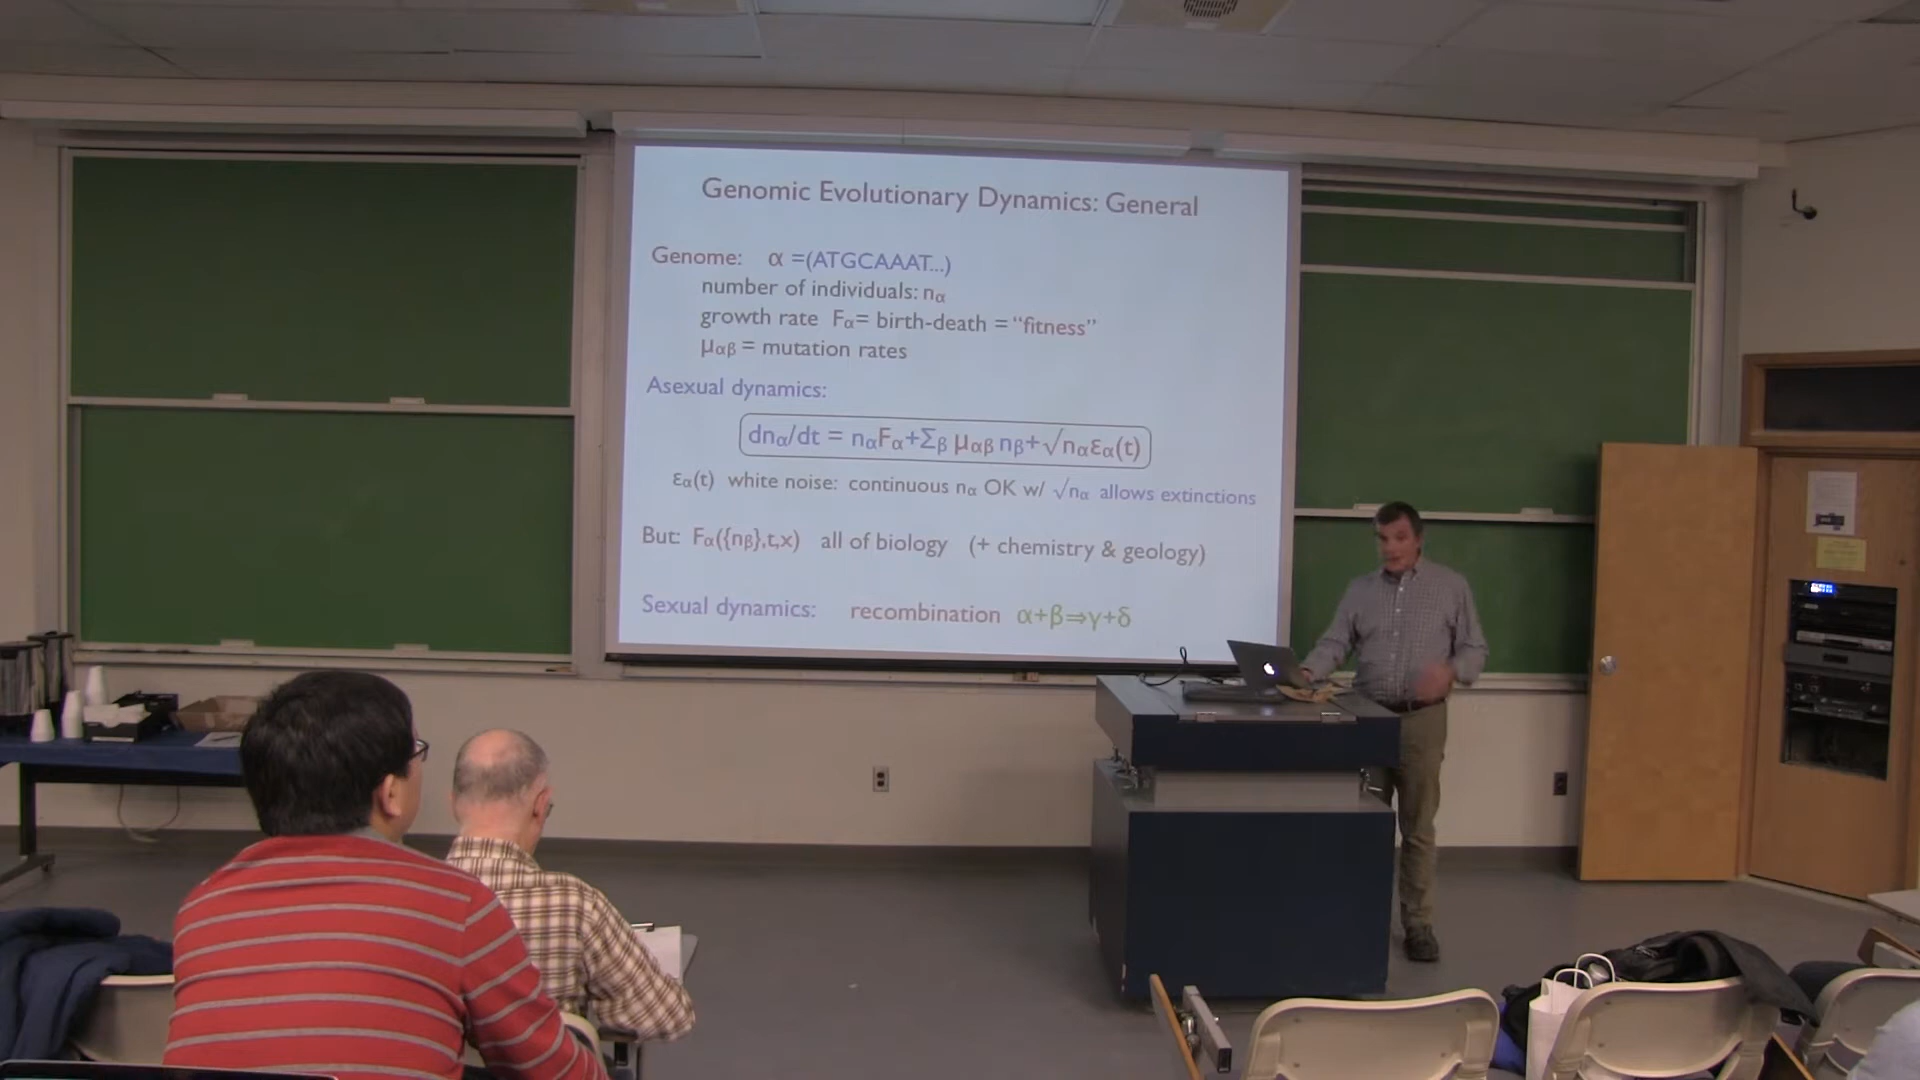 Genomic Evolutionary Dynamics: General
Genome: α =(ATGCAAAT...)
number of individuals: nα
growth rate Fα= birth-death = "fitness"
μαβ = mutation rates
Asexual dynamics:
dnα/dt = nαFα+Σβ μαβ nβ+√nαεα(t)
εα(t) white noise: continuous nα OK w/ √nα allows extinctions
But: Fα({nβ},t,x) all of biology (+ chemistry & geology)
Sexual dynamics: recombination α+β⇒γ+δ